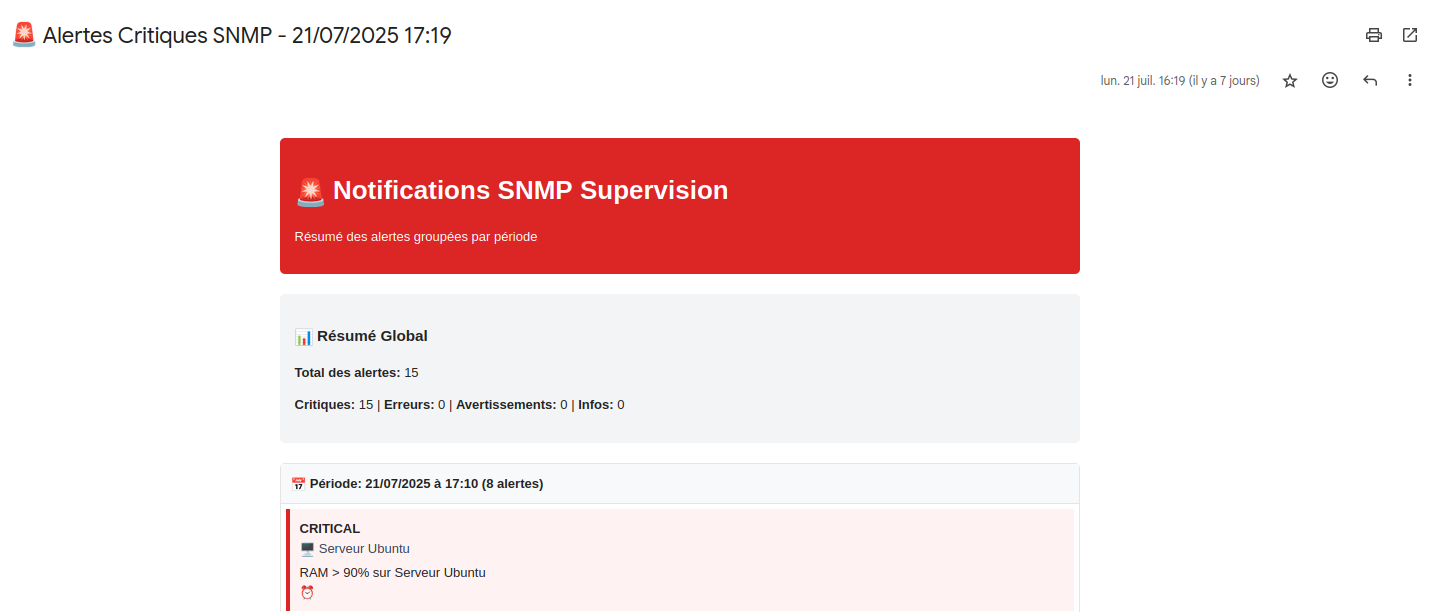 🚨 Alertes Critiques SNMP - 21/07/2025 17:19
lun. 21 juil. 16:19 (il y a 7 jours)
🚨 Notifications SNMP Supervision
Résumé des alertes groupées par période
📊 Résumé Global
Total des alertes: 15
Critiques: 15 | Erreurs: 0 | Avertissements: 0 | Infos: 0
📅 Période: 21/07/2025 à 17:10 (8 alertes)
CRITICAL
🖥️ Serveur Ubuntu
RAM > 90% sur Serveur Ubuntu
⏰